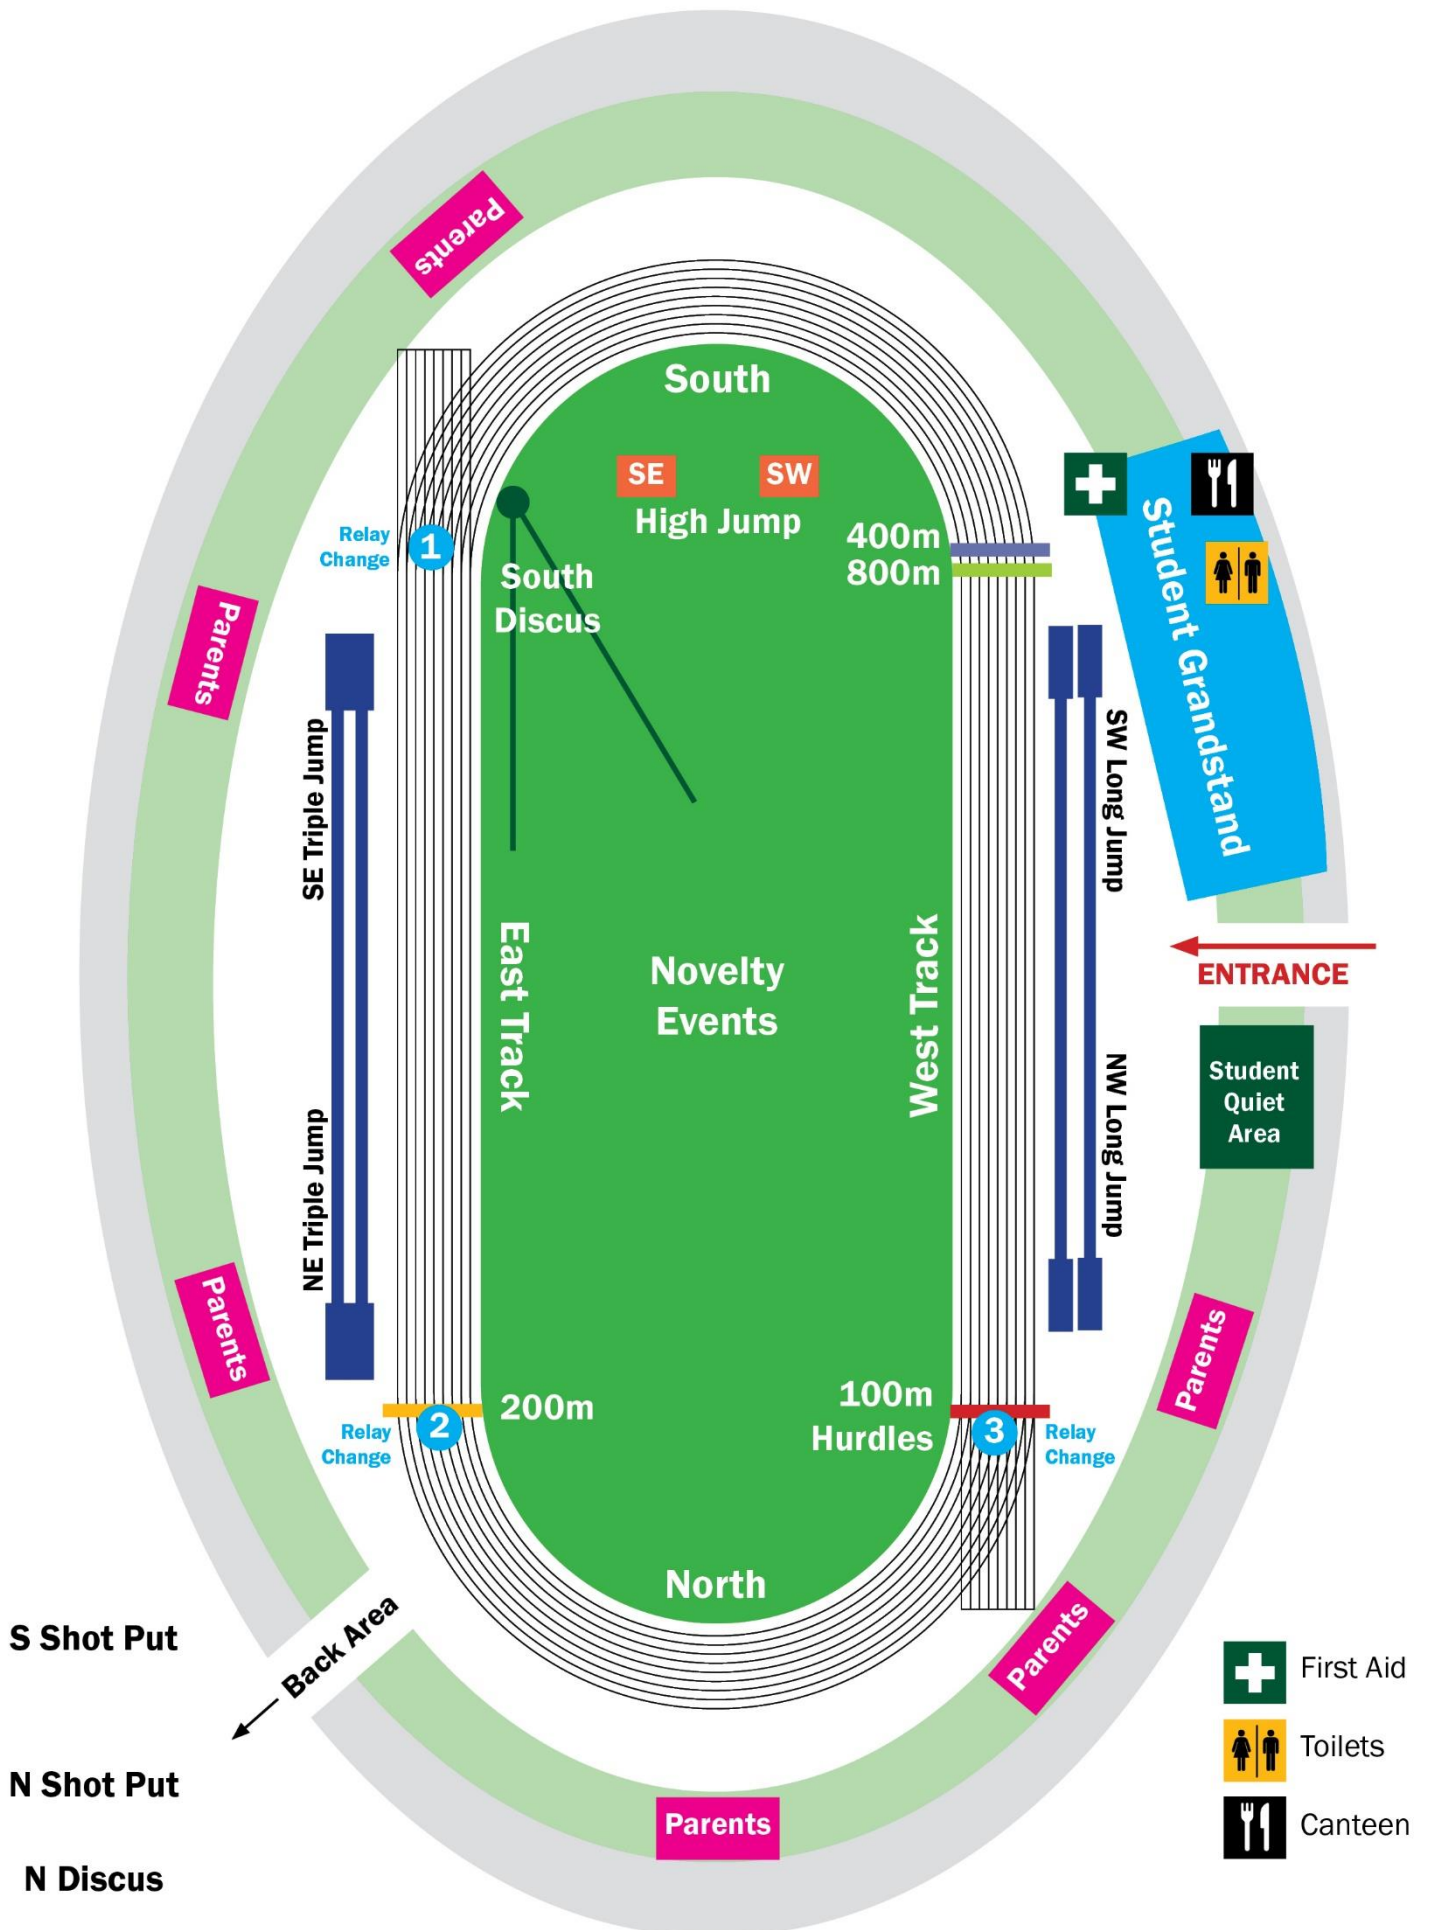 Parents
South
SE
SW
High Jump
Relay
Change
1
400m
800m
South
Discus
Student Grandstand
Parents
SE Triple Jump
SW Long Jump
East Track
Novelty
Events
West Track
ENTRANCE
Student
Quiet
Area
NE Triple Jump
NW Long Jump
Parents
Parents
200m
100m
Hurdles
2
Relay
Change
3
Relay
Change
North
Back Area
Parents
S Shot Put
N Shot Put
N Discus
Parents
First Aid
Toilets
Canteen